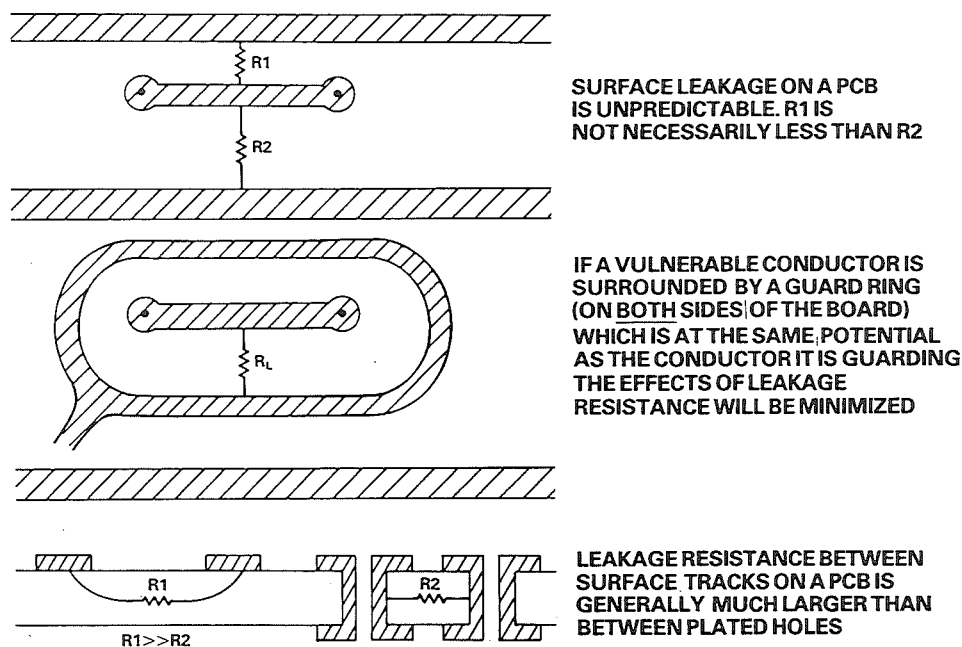 R1
R2
SURFACE LEAKAGE ON A PCB
IS UNPREDICTABLE. R1 IS
NOT NECESSARILY LESS THAN R2
RL
IF A VULNERABLE CONDUCTOR IS
SURROUNDED BY A GUARD RING
(ON BOTH SIDES OF THE BOARD)
WHICH IS AT THE SAME POTENTIAL
AS THE CONDUCTOR IT IS GUARDING
THE EFFECTS OF LEAKAGE
RESISTANCE WILL BE MINIMIZED
R1
R2
R1>>R2
LEAKAGE RESISTANCE BETWEEN
SURFACE TRACKS ON A PCB IS
GENERALLY MUCH LARGER THAN
BETWEEN PLATED HOLES